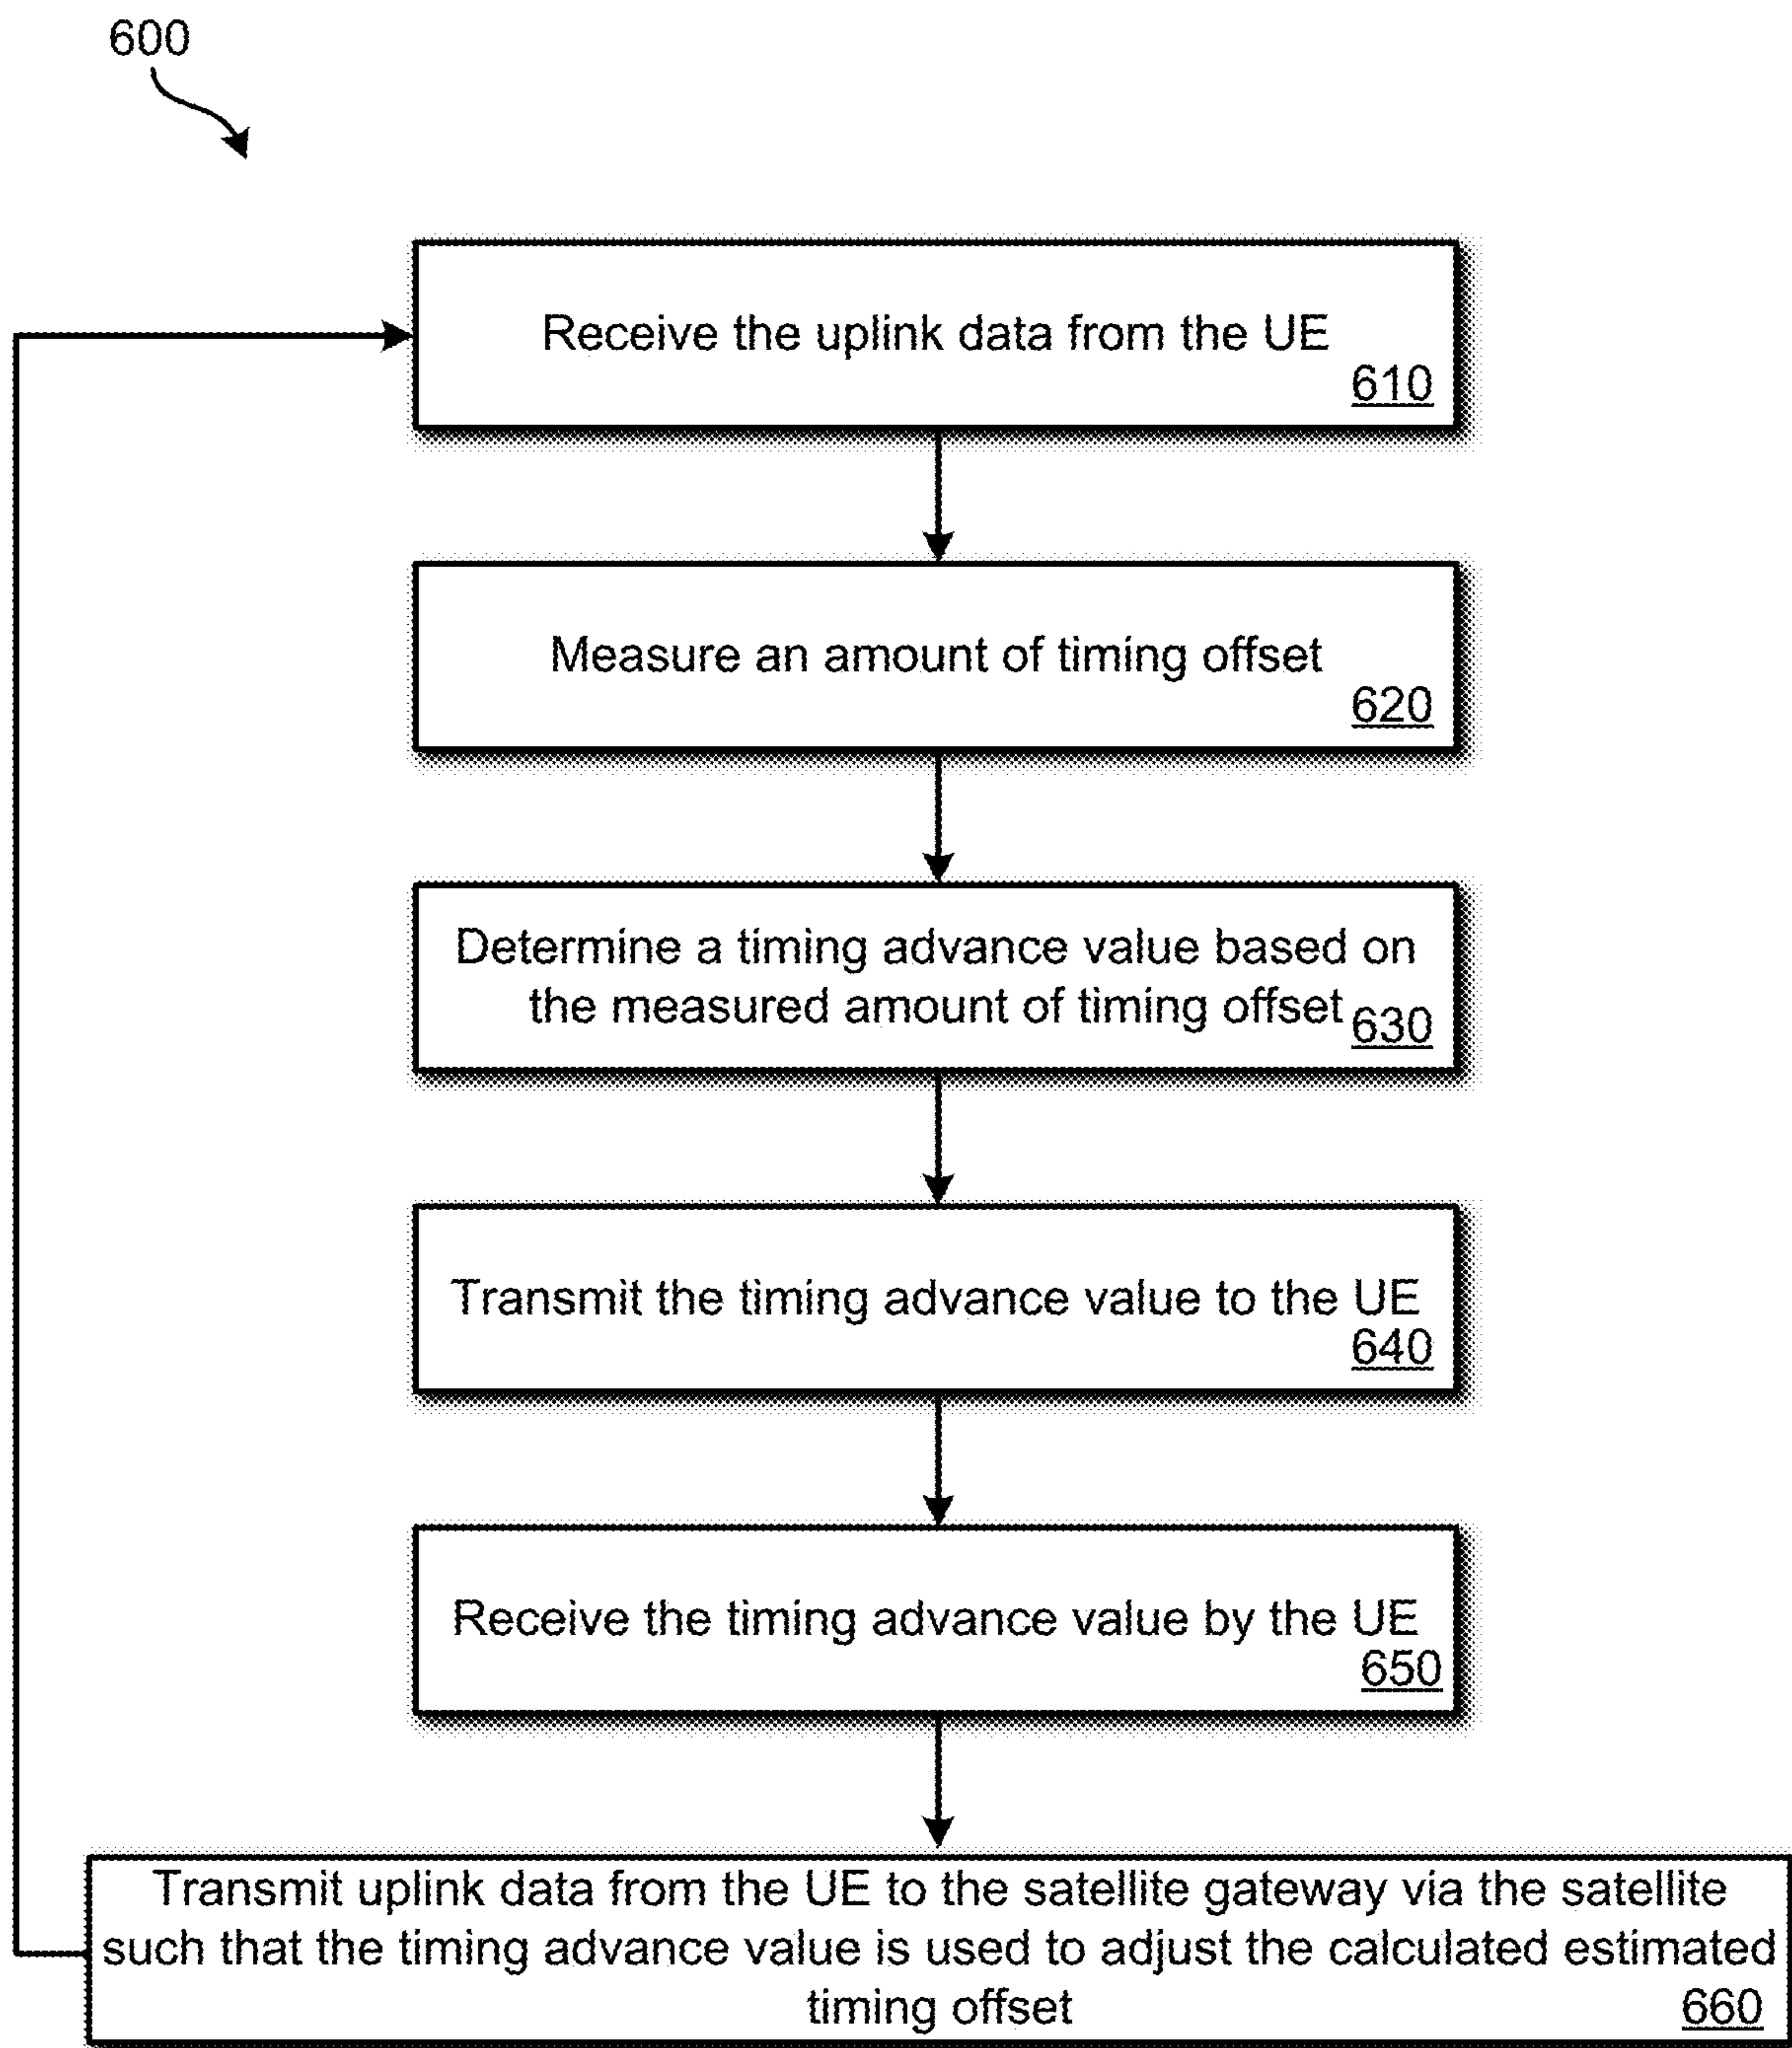 600
Receive the uplink data from the UE
610
Measure an amount of timing offset
620
Determine a timing advance value based on
the measured amount of timing offset
630
Transmit the timing advance value to the UE
640
Receive the timing advance value by the UE
650
Transmit uplink data from the UE to the satellite gateway via the satellite
such that the timing advance value is used to adjust the calculated estimated
timing offset
660